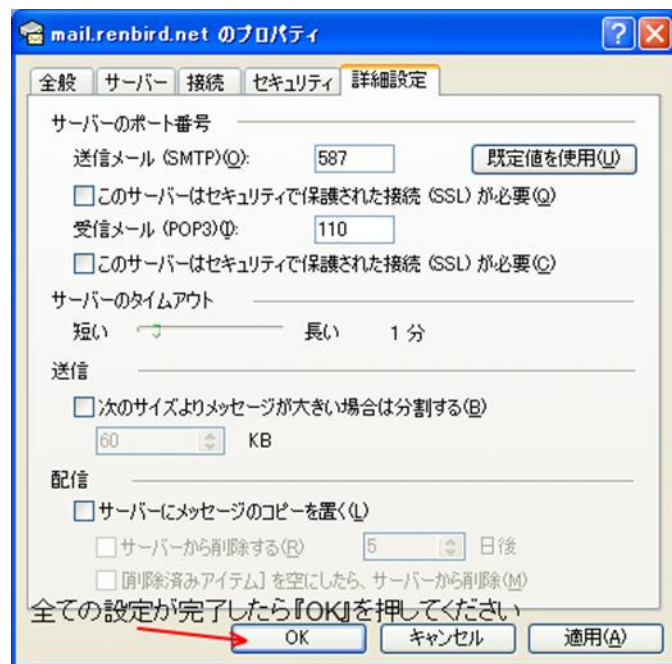 mail.renbird.net のプロパティ
全般 サーバー 接続 セキュリティ 詳細設定
サーバーのポート番号
送信メール (SMTP)(O): 587 既定値を使用(U)
このサーバーはセキュリティで保護された接続 (SSL) が必要(Q)
受信メール (POP3)(I): 110
このサーバーはセキュリティで保護された接続 (SSL) が必要(C)
サーバーのタイムアウト
短い 長い 1 分
送信
次のサイズよりメッセージが大きい場合は分割する(B)
60 KB
配信
サーバーにメッセージのコピーを置く(L)
サーバーから削除する(R) 5 日後
[削除済みアイテム] を空にしたら、サーバーから削除(M)
全ての設定が完了したら『OK』を押してください
OK キャンセル 適用(A)